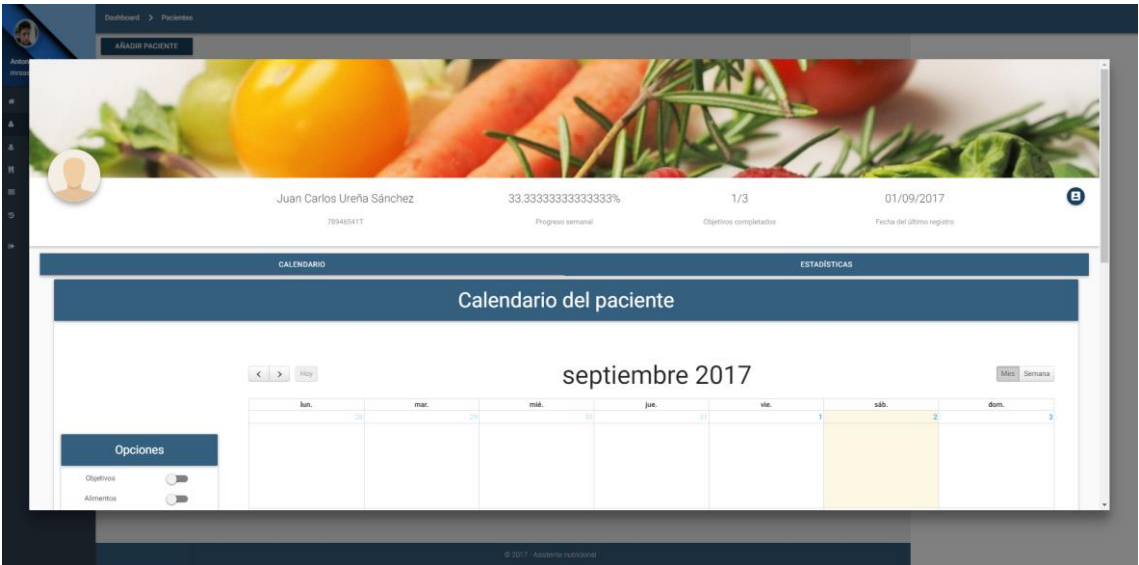 Dashboard > Pacientes
AÑADIR PACIENTE
Juan Carlos Ureña Sánchez 33.33333333333333% 1/3 01/09/2017
78946541T Progreso semanal Objetivos completados Fecha del último registro
CALENDARIO ESTADÍSTICAS
Calendario del paciente
< > Hoy septiembre 2017 Mes Semana
lun. mar. mié. jue. vie. sáb. dom.
28 29 30 31 1 2 3
Opciones
Objetivos
Alimentos
© 2017 - Asistente nutricional